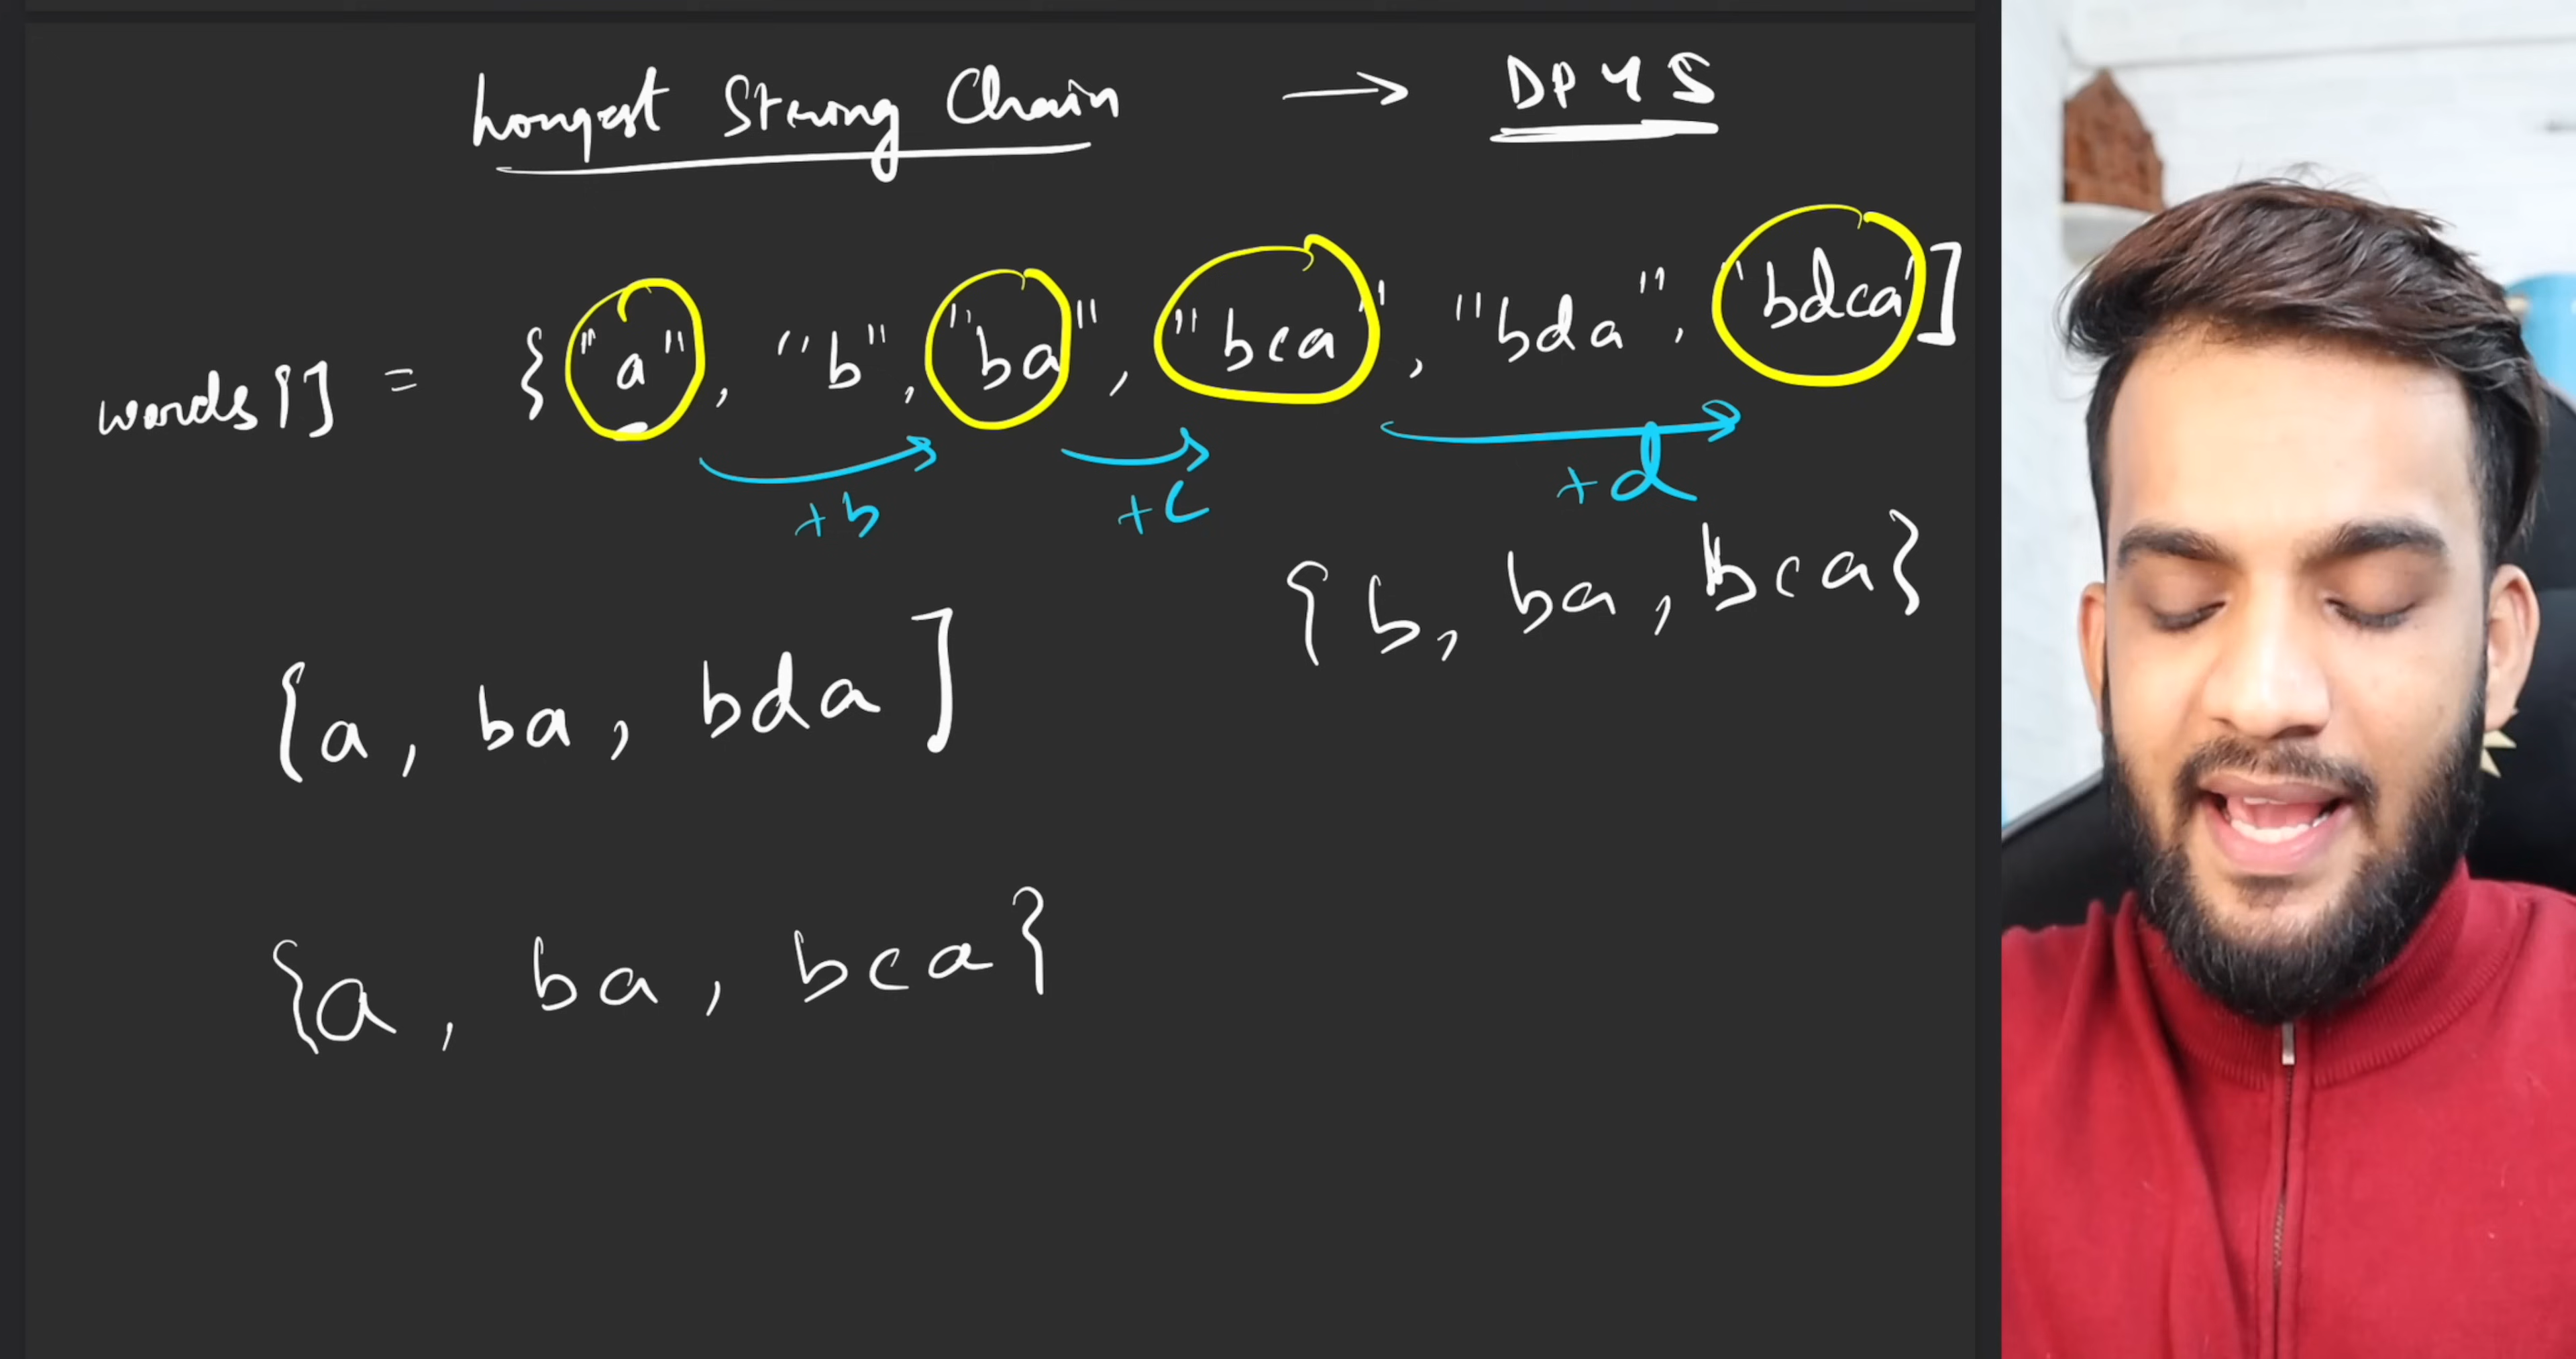 Longest String Chain → DP 45
words[] = {"a", "b", "ba", "bca", "bda", "bdca"]
+b +c +d
{b, ba, bca}
{a, ba, bda]
{a, ba, bca}